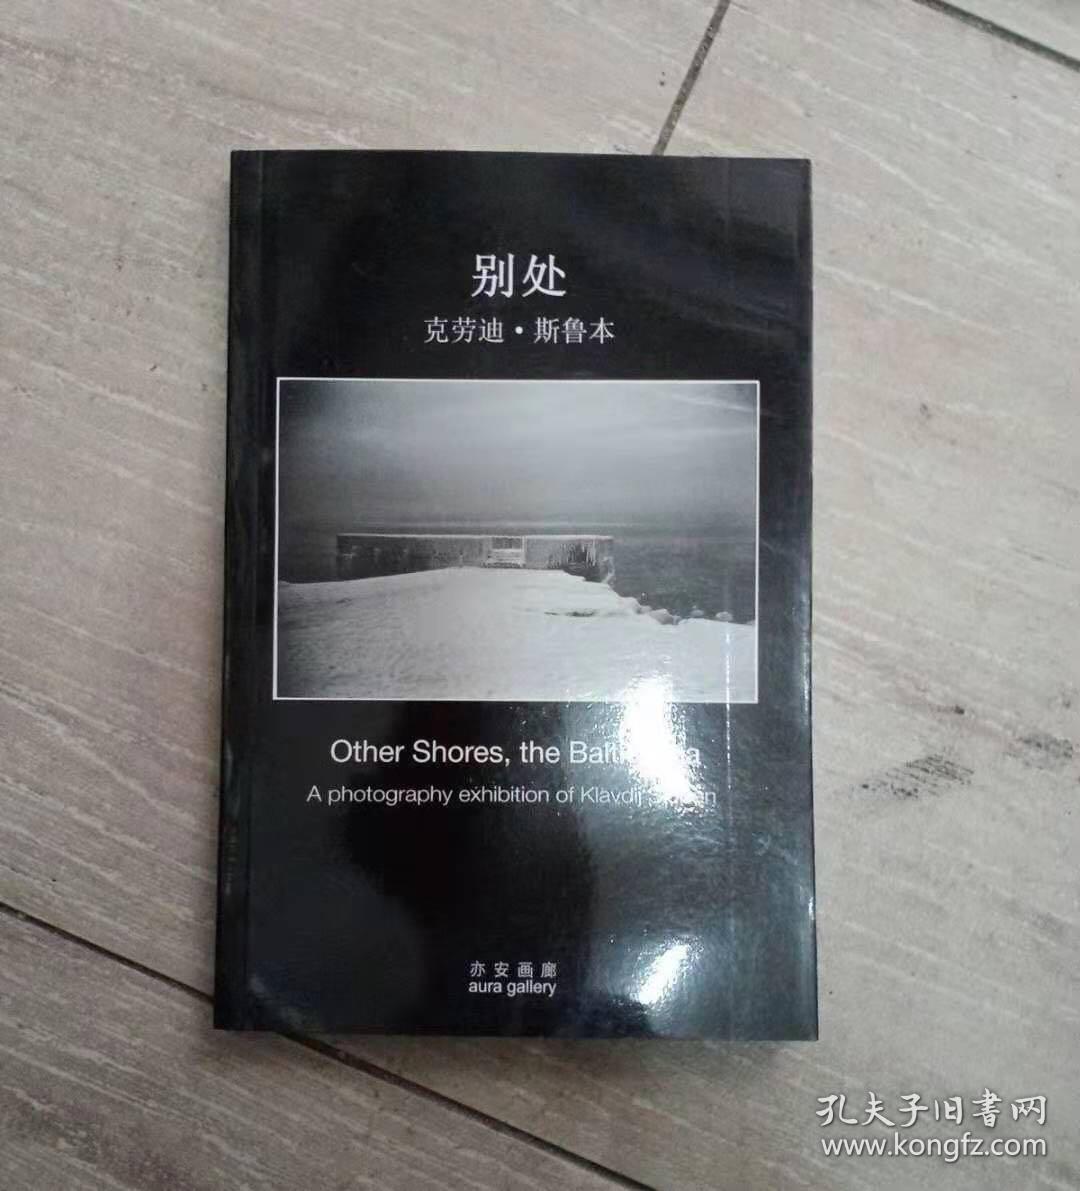 别处
克劳迪·斯鲁本
Other Shores, the
A photography exhibition of Klavdij
亦安画廊
aura gallery
孔夫子旧書网
www.kongfz.com